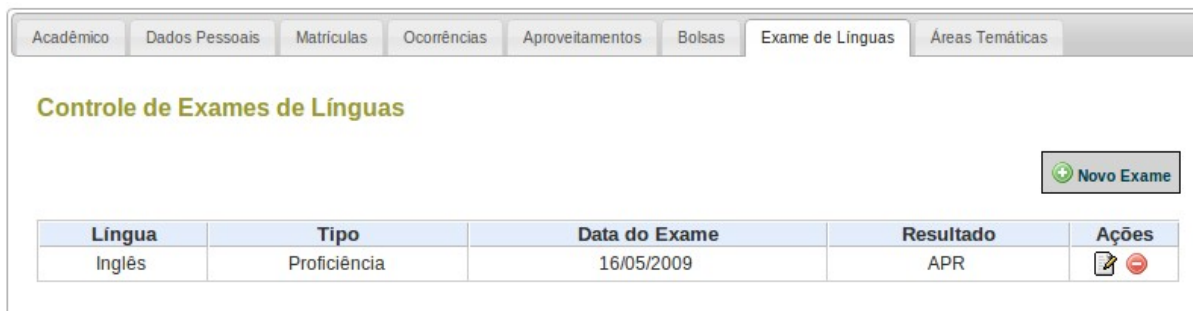 Acadêmico Dados Pessoais Matrículas Ocorrências Aproveitamentos Bolsas Exame de Línguas Áreas Temáticas
Controle de Exames de Línguas
Novo Exame
Língua Tipo Data do Exame Resultado Ações
Inglês Proficiência 16/05/2009 APR